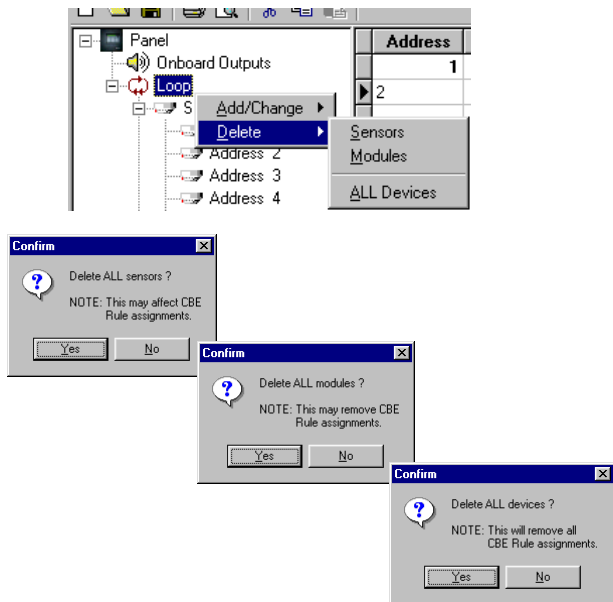 Panel
Address
Onboard Outputs
1
Loop
2
S
Add/Change
Delete
Sensors
Address 2
Modules
Address 3
Address 4
ALL Devices
Confirm
Delete ALL sensors ?
NOTE: This may affect CBE
Rule assignments.
Yes
No
Confirm
Delete ALL modules ?
NOTE: This may remove CBE
Rule assignments.
Yes
No
Confirm
Delete ALL devices ?
NOTE: This will remove all
CBE Rule assignments.
Yes
No